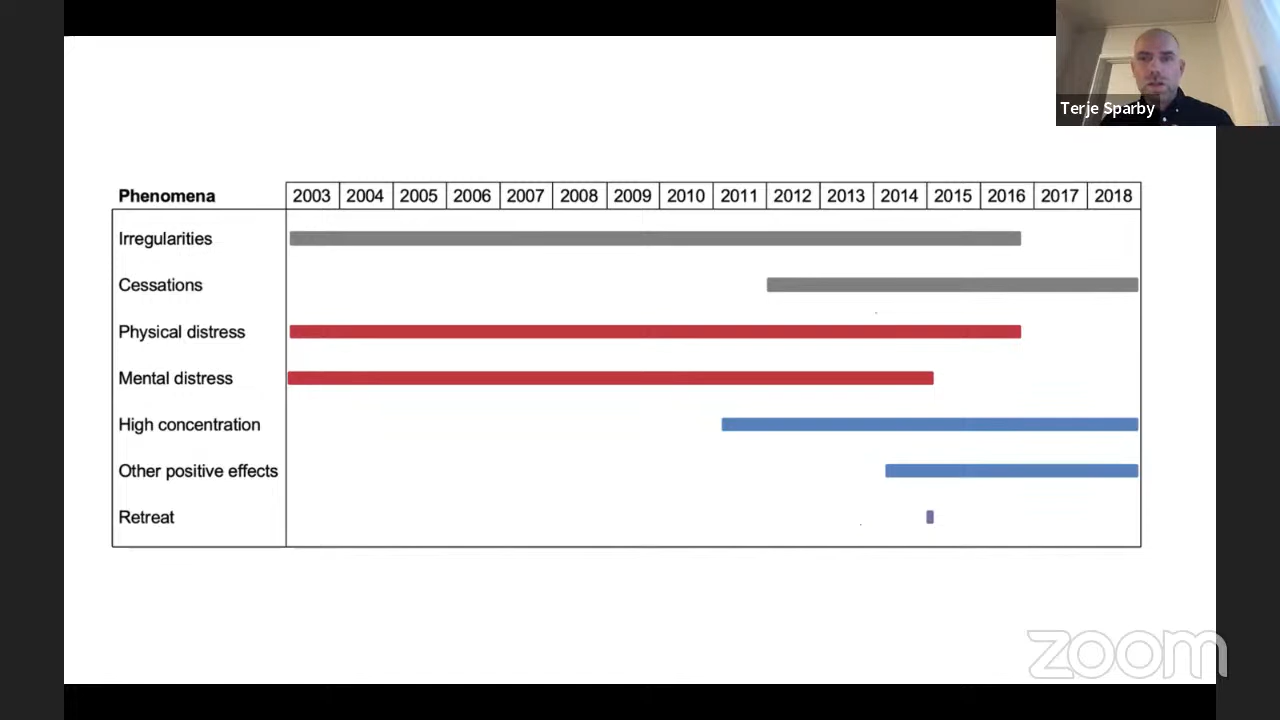 Terje Sparby
Phenomena 2003 2004 2005 2006 2007 2008 2009 2010 2011 2012 2013 2014 2015 2016 2017 2018
Irregularities
Cessations
Physical distress
Mental distress
High concentration
Other positive effects
Retreat
zoom